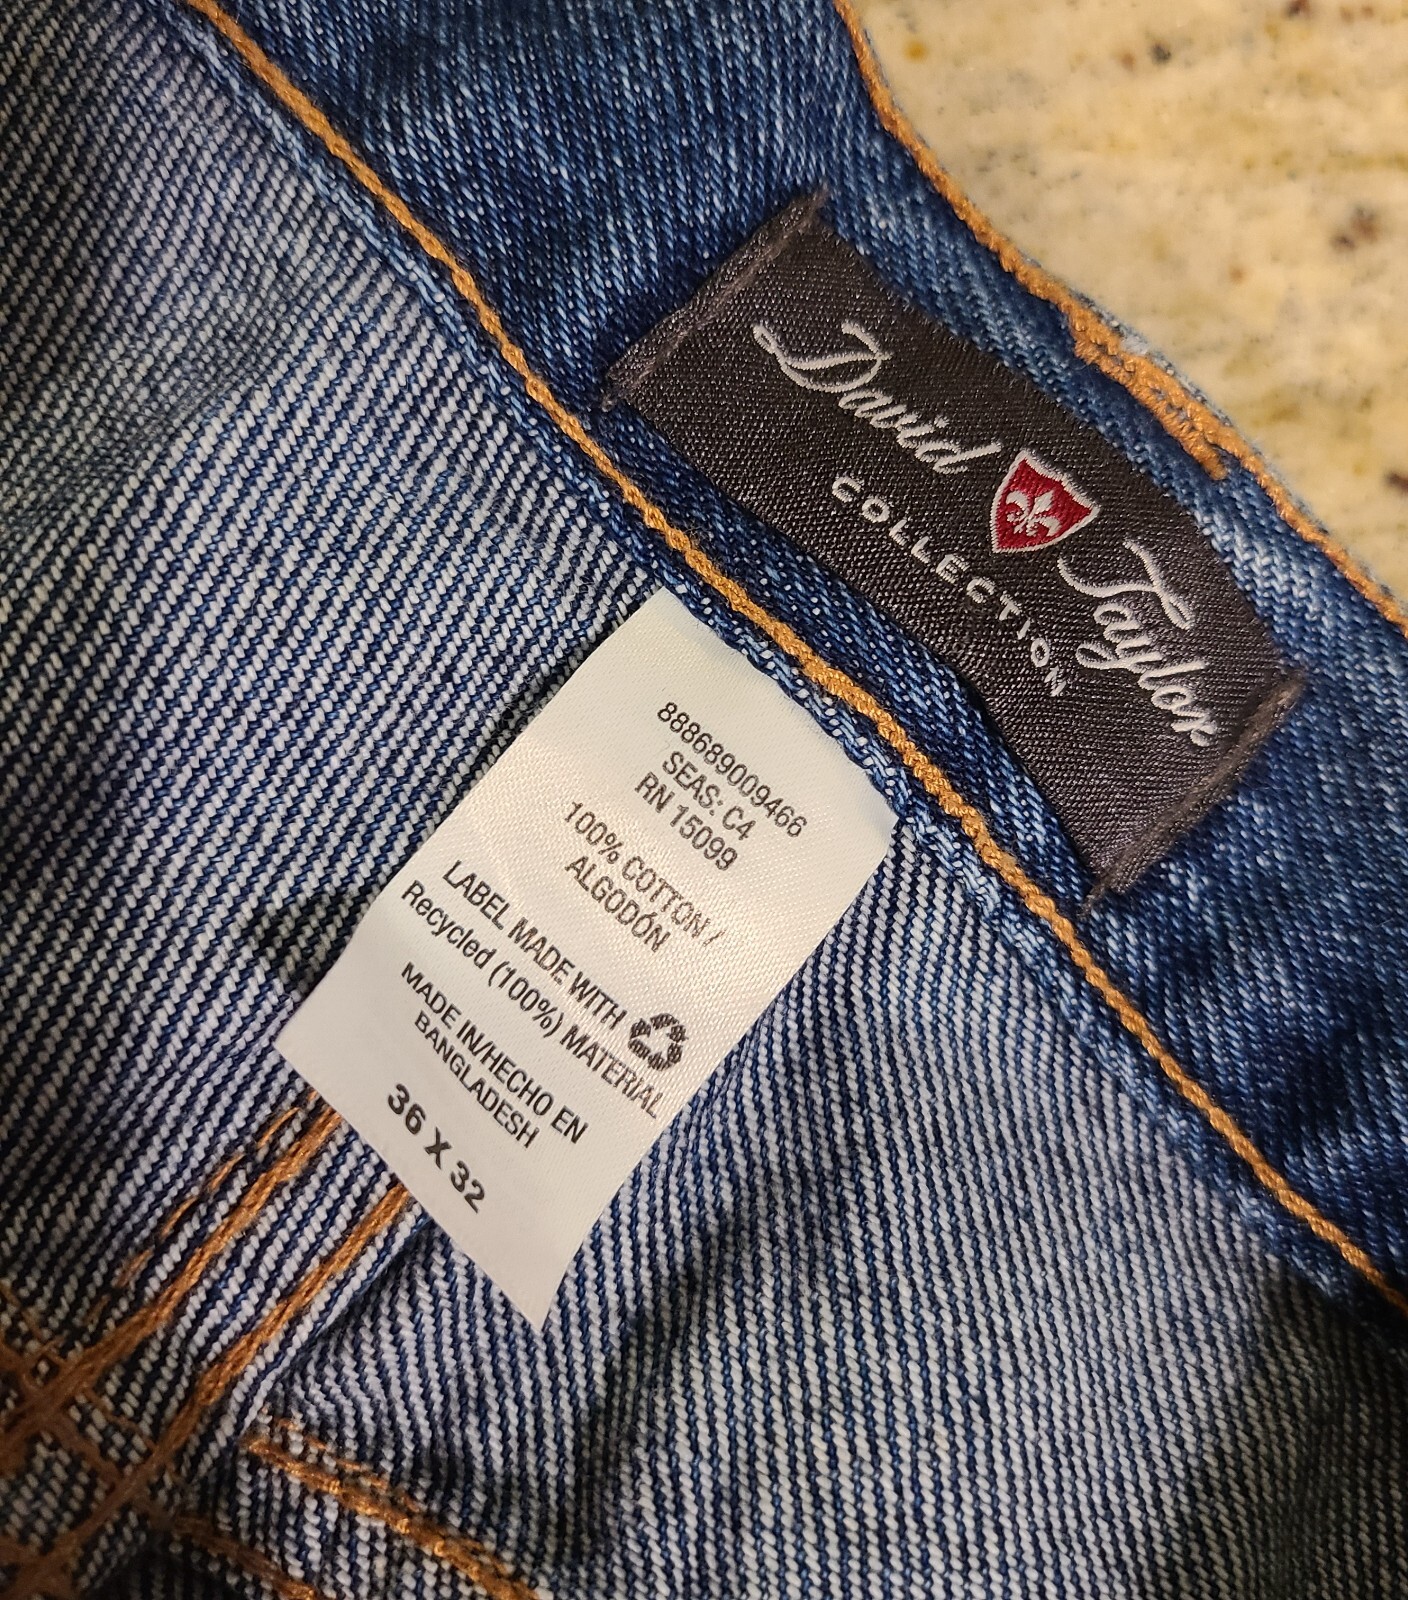 David Taylor
COLLECTION
888689009466
SEAS: C4
RN 15099
100% COTTON /
ALGODÓN
LABEL MADE WITH
Recycled (100%) MATERIAL
MADE IN/HECHO EN
BANGLADESH
36 X 32